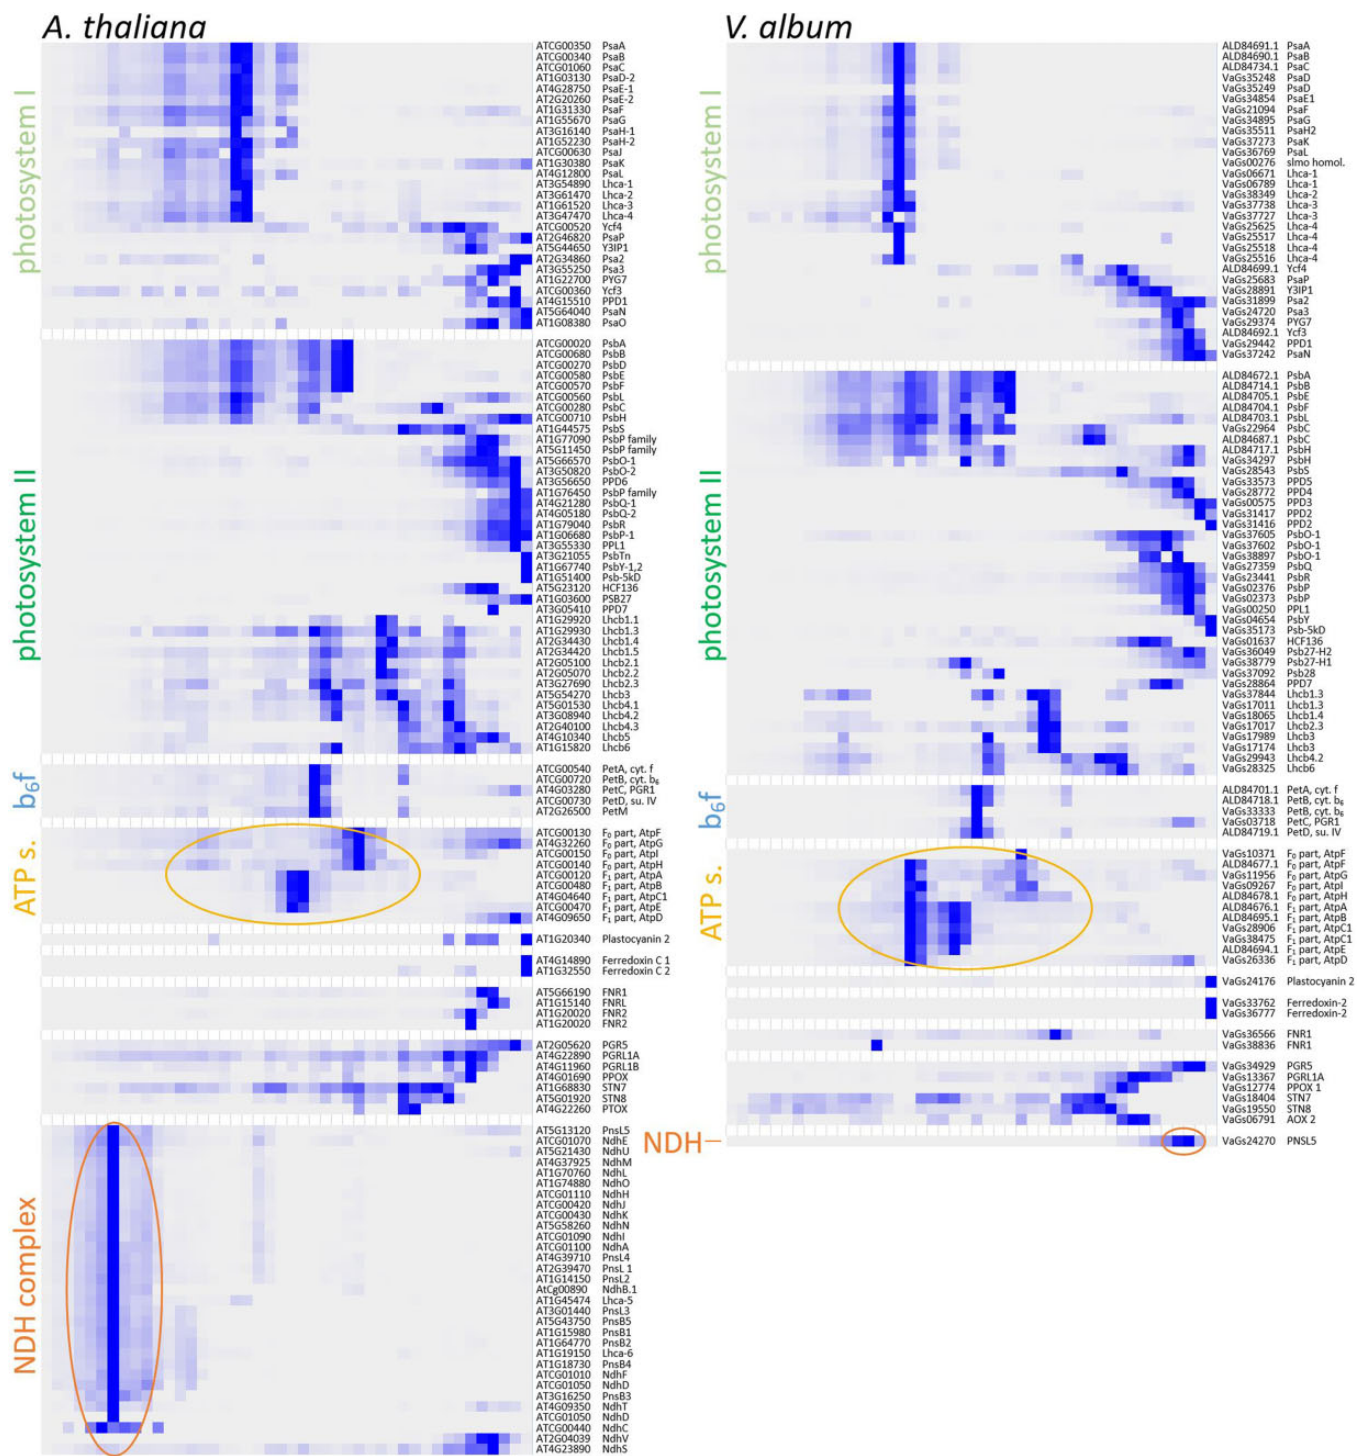 A. thaliana
photosystem I
ATCG00350 PsaA
ATCG00340 PsaB
ATCG01060 PsaC
AT1G03130 PsaD-2
AT4G28750 PsaE-1
AT2G20260 PsaE-2
AT1G31330 PsaF
AT1G55670 PsaG
AT3G16140 PsaH-1
AT1G52230 PsaH-2
ATCG00630 PsaJ
AT1G30380 PsaK
AT4G12800 PsaL
AT3G54890 Lhca-1
AT3G61470 Lhca-2
AT1G61520 Lhca-3
AT3G47470 Lhca-4
ATCG00520 Ycf4
AT2G46820 PsaP
AT5G44650 Y3IP1
AT2G34860 Psa2
AT3G55250 Psa3
AT1G22700 PYG7
ATCG00360 Ycf3
AT4G15510 PPD1
AT5G64040 PsaN
AT1G08380 PsaO
photosystem II
ATCG00020 PsbA
ATCG00680 PsbB
ATCG00270 PsbD
ATCG00580 PsbE
ATCG00570 PsbF
ATCG00560 PsbL
ATCG00280 PsbC
ATCG00710 PsbH
AT1G44575 PsbS
AT1G77090 PsbP family
AT5G11450 PsbP family
AT5G66570 PsbO-1
AT3G50820 PsbO-2
AT3G56650 PPD6
AT1G76450 PsbP family
AT4G21280 PsbQ-1
AT4G05180 PsbQ-2
AT1G79040 PsbR
AT1G06680 PsbP-1
AT3G55330 PPL1
AT3G21055 PsbTn
AT1G67740 PsbY-1,2
AT1G51400 Psb-5kD
AT5G23120 HCF136
AT1G03600 PSB27
AT3G05410 PPD7
AT1G29920 Lhcb1.1
AT1G29930 Lhcb1.3
AT2G34430 Lhcb1.4
AT2G34420 Lhcb1.5
AT2G05100 Lhcb2.1
AT2G05070 Lhcb2.2
AT3G27690 Lhcb2.3
AT5G54270 Lhcb3
AT5G01530 Lhcb4.1
AT3G08940 Lhcb4.2
AT2G40100 Lhcb4.3
AT4G10340 Lhcb5
AT1G15820 Lhcb6
b₆f
ATCG00540 PetA, cyt. f
ATCG00720 PetB, cyt. b₆
AT4G03280 PetC, PGR1
ATCG00730 PetD, su. IV
AT2G26500 PetM
ATP s.
ATCG00130 F₀ part, AtpF
AT4G32260 F₀ part, AtpG
ATCG00150 F₀ part, AtpI
ATCG00140 F₀ part, AtpH
ATCG00120 F₁ part, AtpA
ATCG00480 F₁ part, AtpB
AT4G04640 F₁ part, AtpC1
ATCG00470 F₁ part, AtpE
AT4G09650 F₁ part, AtpD
AT1G20340 Plastocyanin 2
AT4G14890 Ferredoxin C 1
AT1G32550 Ferredoxin C 2
AT5G66190 FNR1
AT1G15140 FNRL
AT1G20020 FNR2
AT1G20020 FNR2
AT2G05620 PGR5
AT4G22890 PGRL1A
AT4G11960 PGRL1B
AT4G01690 PPOX
AT1G68830 STN7
AT5G01920 STN8
AT4G22260 PTOX
NDH complex
AT5G13120 PnsL5
ATCG01070 NdhE
AT5G21430 NdhU
AT4G37925 NdhM
AT1G70760 NdhL
AT1G74880 NdhO
ATCG01110 NdhH
ATCG00420 NdhJ
ATCG00430 NdhK
AT5G58260 NdhN
ATCG01090 NdhI
ATCG01100 NdhA
AT4G39710 PnsL4
AT2G39470 PnsL 1
AT1G14150 PnsL2
AtCg00890 NdhB.1
AT1G45474 Lhca-5
AT3G01440 PnsL3
AT5G43750 PnsB5
AT1G15980 PnsB1
AT1G64770 PnsB2
AT1G19150 Lhca-6
AT1G18730 PnsB4
ATCG01010 NdhF
ATCG01050 NdhD
AT3G16250 PnsB3
AT4G09350 NdhT
ATCG01050 NdhD
ATCG00440 NdhC
AT2G04039 NdhV
AT4G23890 NdhS
V. album
photosystem I
ALD84691.1 PsaA
ALD84690.1 PsaB
ALD84734.1 PsaC
VaGs35248 PsaD
VaGs35249 PsaD
VaGs34854 PsaE1
VaGs21094 PsaF
VaGs34895 PsaG
VaGs35511 PsaH2
VaGs37273 PsaK
VaGs36769 PsaL
VaGs00276 slmo homol.
VaGs06671 Lhca-1
VaGs06789 Lhca-1
VaGs38349 Lhca-2
VaGs37738 Lhca-3
VaGs37727 Lhca-3
VaGs25625 Lhca-4
VaGs25517 Lhca-4
VaGs25518 Lhca-4
VaGs25516 Lhca-4
ALD84699.1 Ycf4
VaGs25683 PsaP
VaGs28891 Y3IP1
VaGs31899 Psa2
VaGs24720 Psa3
VaGs29374 PYG7
ALD84692.1 Ycf3
VaGs29442 PPD1
VaGs37242 PsaN
photosystem II
ALD84672.1 PsbA
ALD84714.1 PsbB
ALD84705.1 PsbE
ALD84704.1 PsbF
ALD84703.1 PsbL
VaGs22964 PsbC
ALD84687.1 PsbC
ALD84717.1 PsbH
VaGs34297 PsbH
VaGs28543 PsbS
VaGs33573 PPD5
VaGs28772 PPD4
VaGs00575 PPD3
VaGs31417 PPD2
VaGs31416 PPD2
VaGs37605 PsbO-1
VaGs37602 PsbO-1
VaGs38897 PsbO-1
VaGs27359 PsbQ
VaGs23441 PsbR
VaGs02376 PsbP
VaGs02373 PsbP
VaGs00250 PPL1
VaGs04654 PsbY
VaGs35173 Psb-5kD
VaGs01637 HCF136
VaGs36049 Psb27-H2
VaGs38779 Psb27-H1
VaGs37092 Psb28
VaGs28864 PPD7
VaGs37844 Lhcb1.3
VaGs17011 Lhcb1.3
VaGs18065 Lhcb1.4
VaGs17017 Lhcb2.3
VaGs17989 Lhcb3
VaGs17174 Lhcb3
VaGs29943 Lhcb4.2
VaGs28325 Lhcb6
b₆f
ALD84701.1 PetA, cyt. f
ALD84718.1 PetB, cyt. b₆
VaGs33333 PetB, cyt. b₆
VaGs03718 PetC, PGR1
ALD84719.1 PetD, su. IV
ATP s.
VaGs10371 F₀ part, AtpF
ALD84677.1 F₀ part, AtpF
VaGs11956 F₀ part, AtpG
VaGs09267 F₀ part, AtpI
ALD84678.1 F₀ part, AtpH
ALD84676.1 F₁ part, AtpA
ALD84695.1 F₁ part, AtpB
VaGs28906 F₁ part, AtpC1
VaGs38475 F₁ part, AtpC1
ALD84694.1 F₁ part, AtpE
VaGs26336 F₁ part, AtpD
VaGs24176 Plastocyanin 2
VaGs33762 Ferredoxin-2
VaGs36777 Ferredoxin-2
VaGs36566 FNR1
VaGs38836 FNR1
VaGs34929 PGR5
VaGs13367 PGRL1A
VaGs12774 PPOX 1
VaGs18404 STN7
VaGs19550 STN8
VaGs06791 AOX 2
NDH
VaGs24270 PNSL5